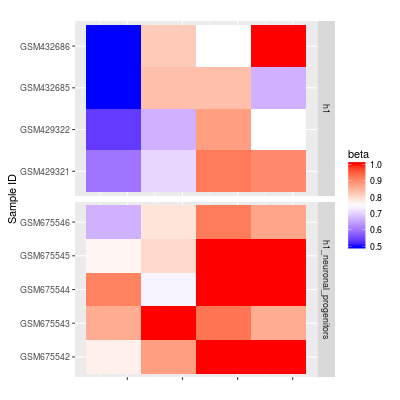 GSM432686
GSM432685
GSM429322
GSM429321
h1
GSM675546
GSM675545
GSM675544
GSM675543
GSM675542
h1_neuronal_progenitors
Sample ID
beta
1.0
0.9
0.8
0.7
0.6
0.5